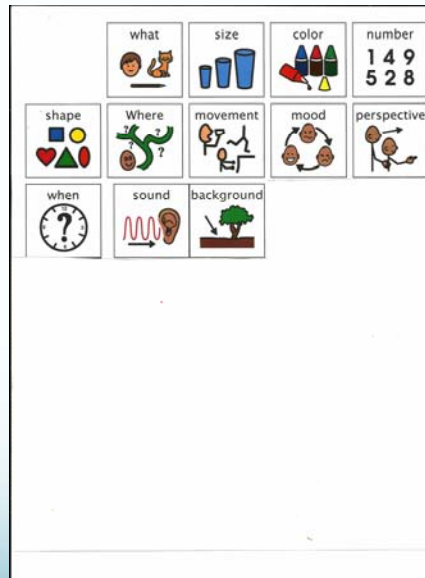 what size color number
1 4 9
5 2 8
shape Where movement mood perspective
? ? ? ?
when sound background
?